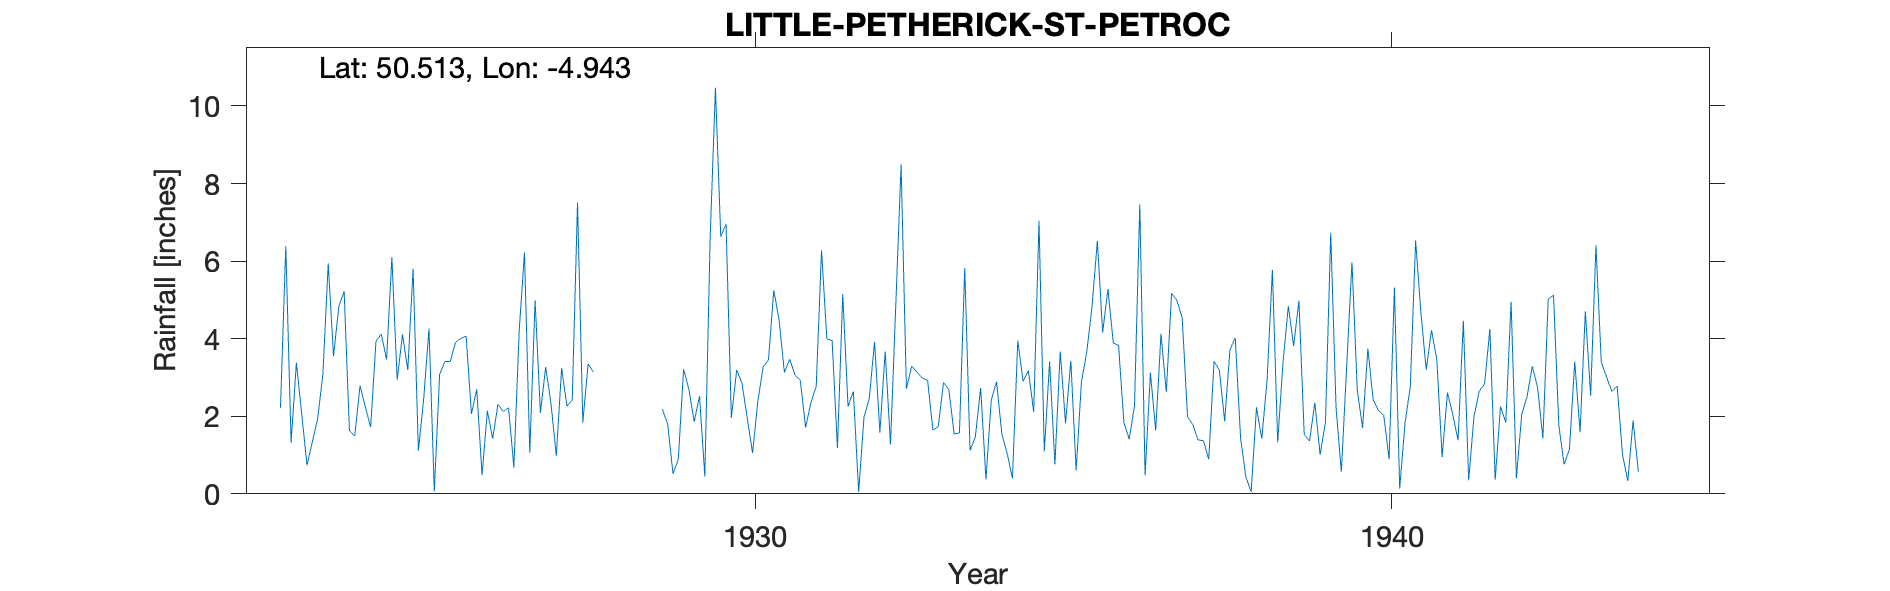 LITTLE-PETHERICK-ST-PETROC
Lat: 50.513, Lon: -4.943
10
8
6
4
2
0
Rainfall [inches]
1930
1940
Year